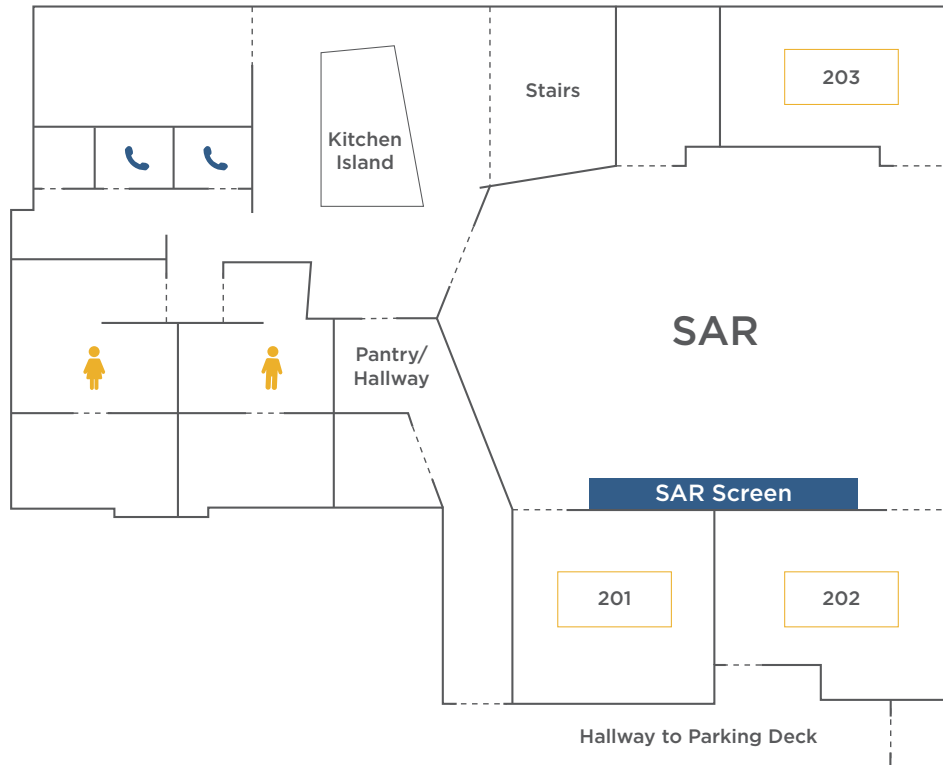 203
Stairs
Kitchen
Island
SAR
Pantry/
Hallway
SAR Screen
201
202
Hallway to Parking Deck